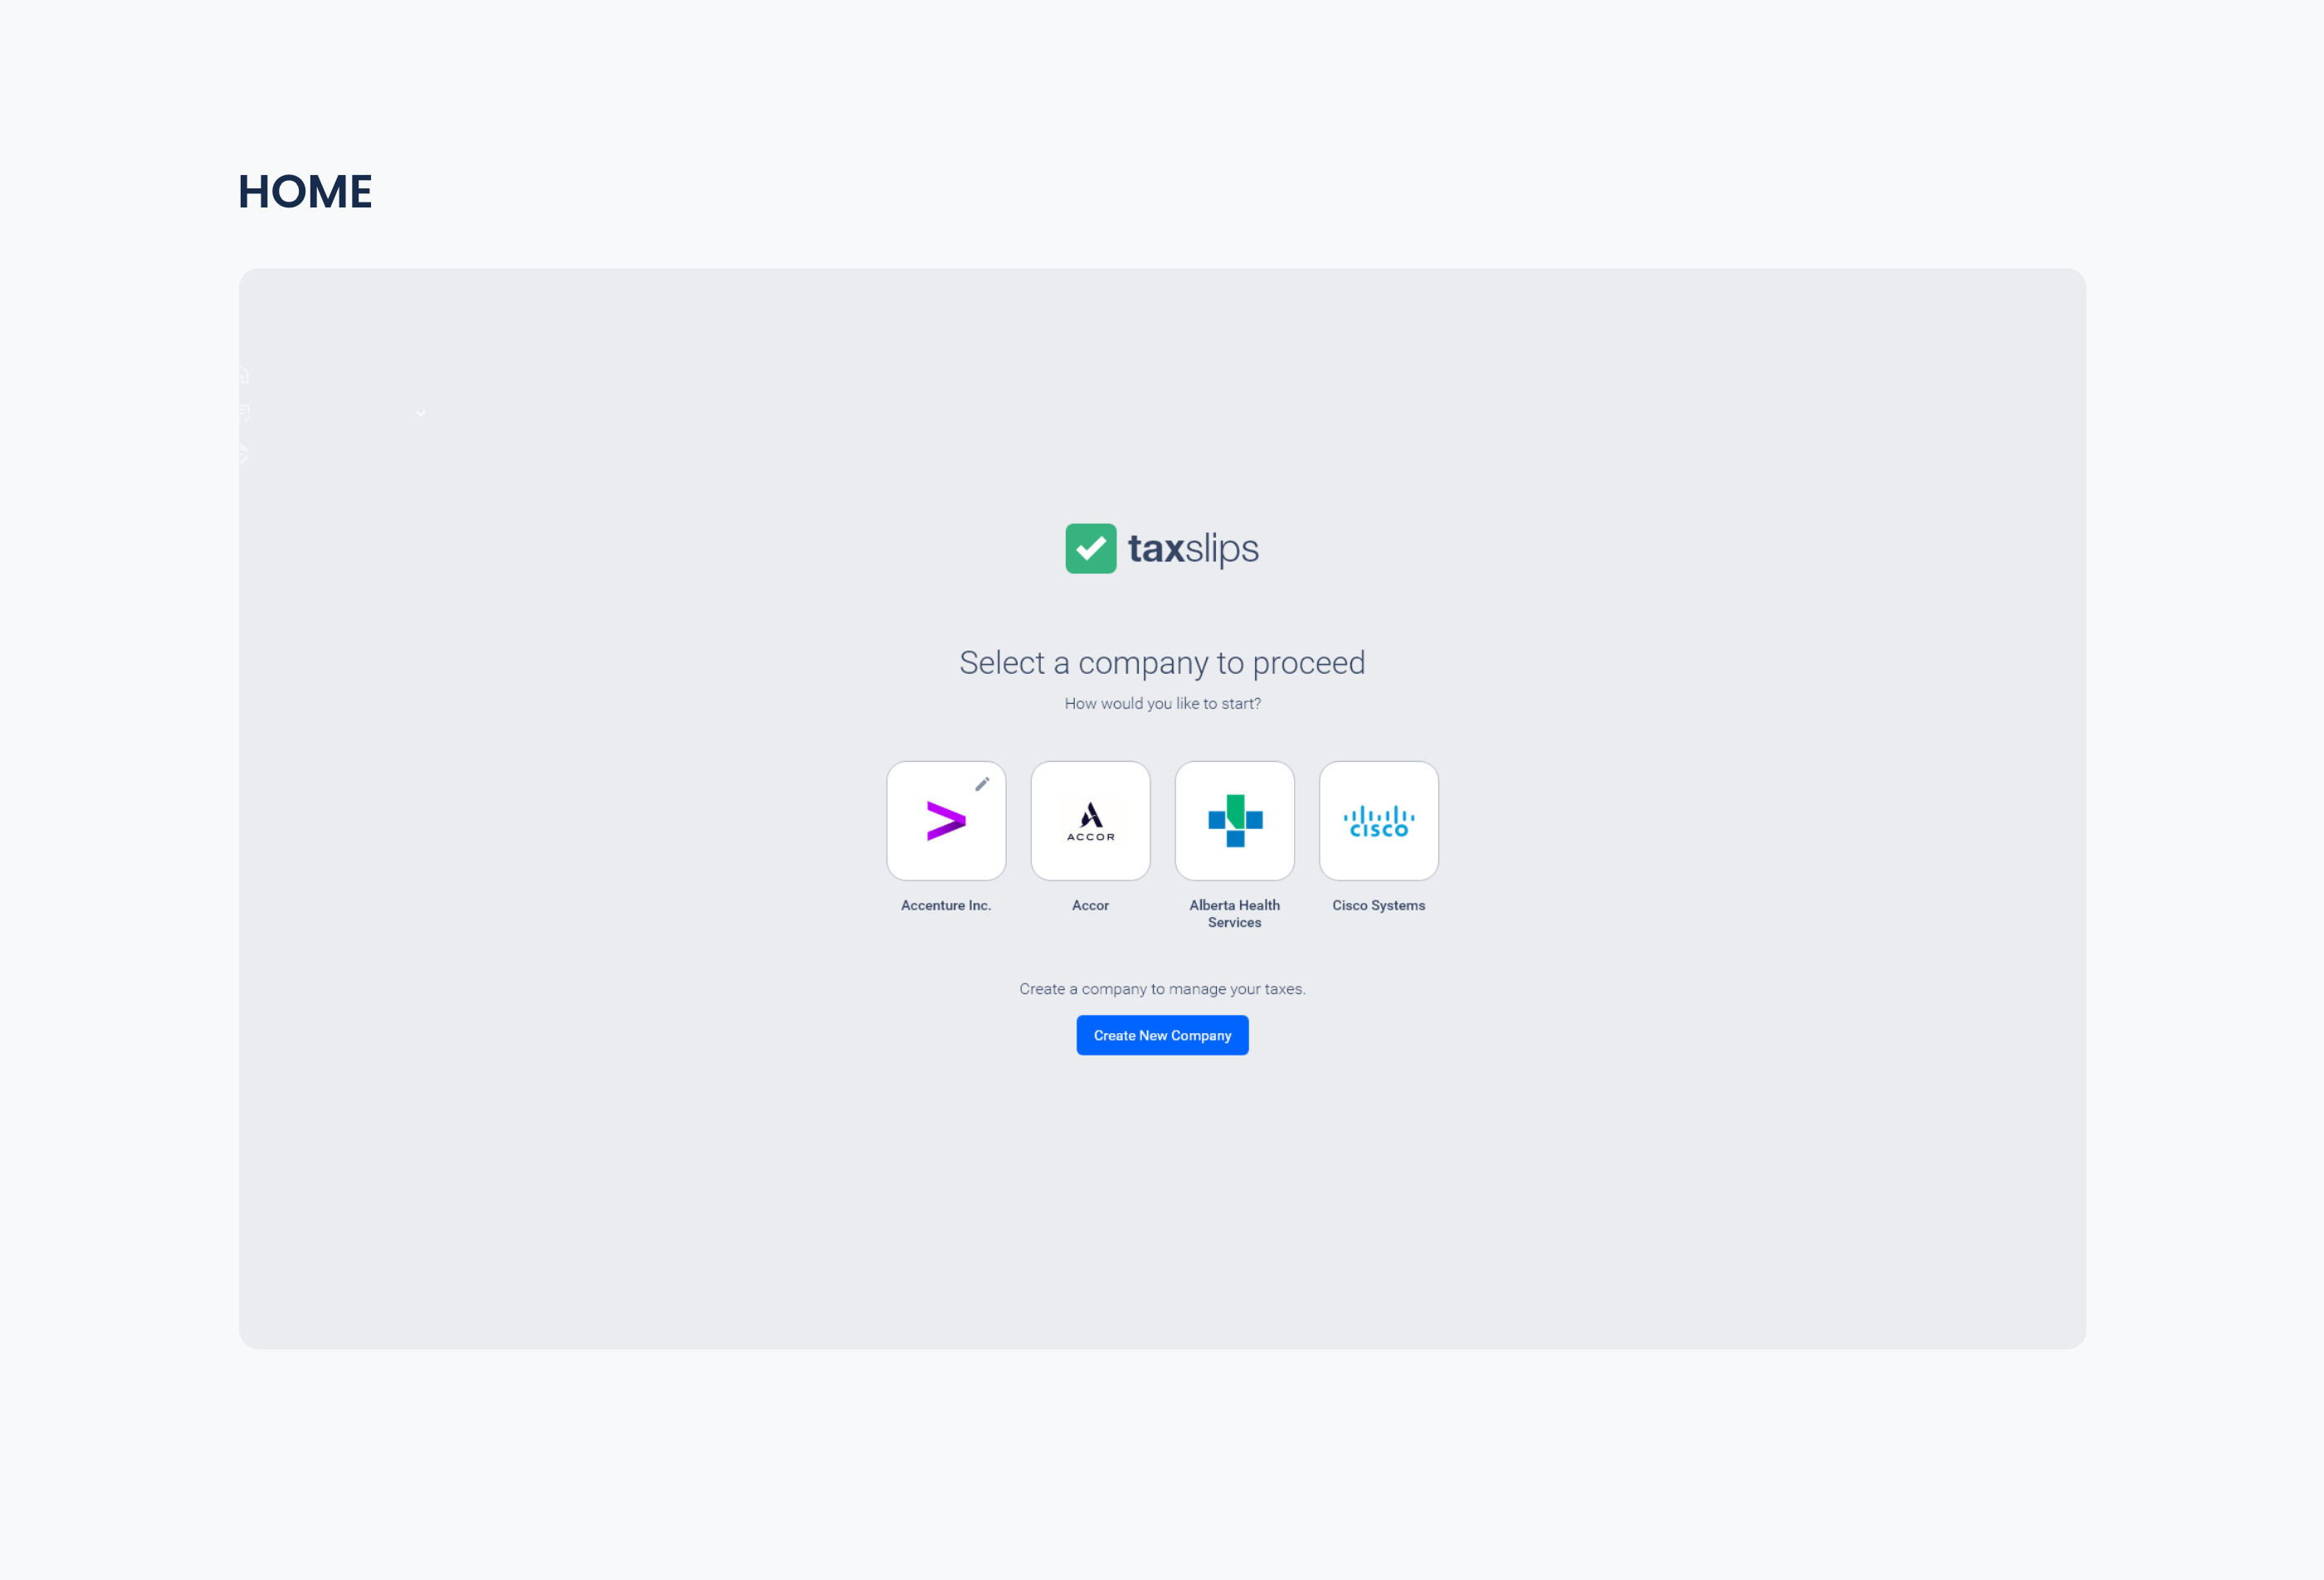 HOME
taxslips
Select a company to proceed
How would you like to start?
ACCOR
CISCO
Accenture Inc.
Accor
Alberta Health
Services
Cisco Systems
Create a company to manage your taxes.
Create New Company